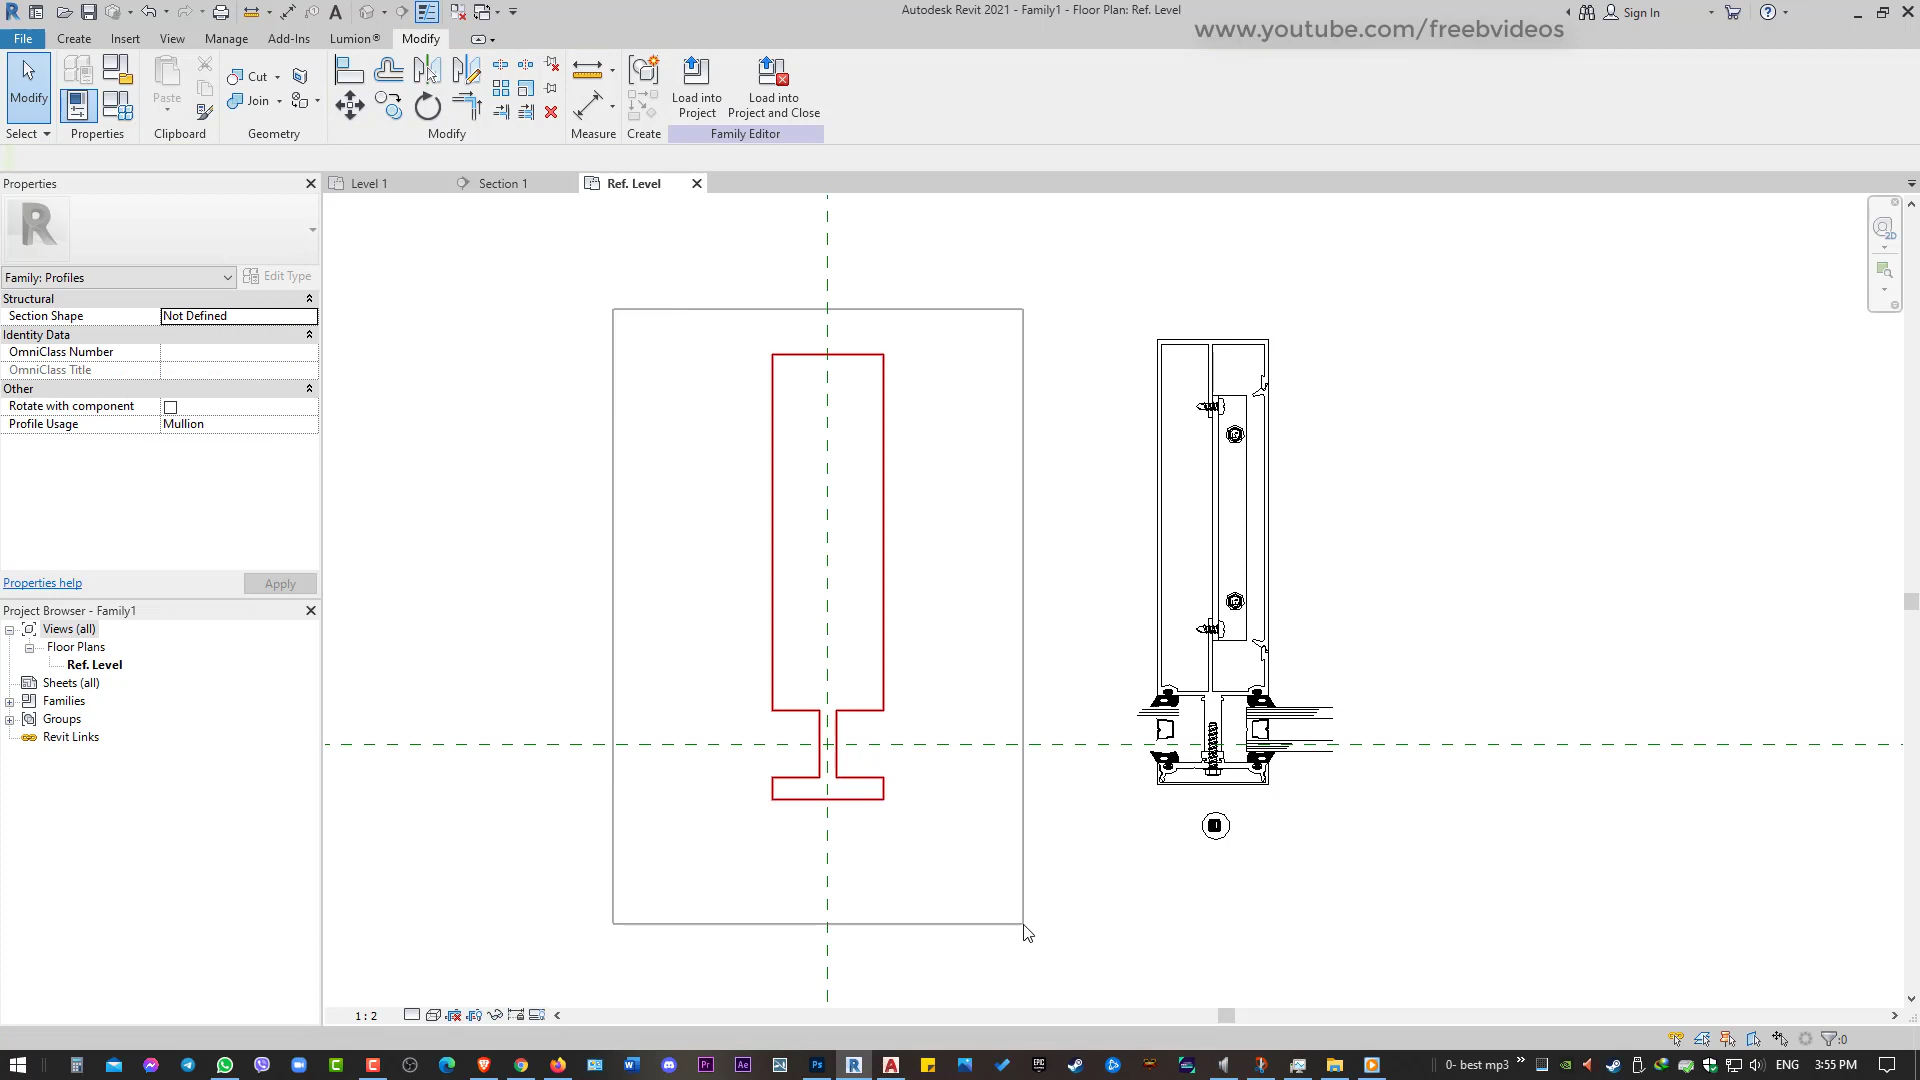 Autodesk Revit 2021 - Family1 - Floor Plan: Ref. Level
Sign In
www.youtube.com/freebvideos
File
Create
Insert
View
Manage
Add-Ins
Lumion®
Modify
Modify
Paste
Cut
Join
Load into
Project
Load into
Project and Close
Select
Properties
Clipboard
Geometry
Modify
Measure
Create
Family Editor
Properties
Level 1
Section 1
Ref. Level
Family: Profiles
Edit Type
Structural
Section Shape
Not Defined
Identity Data
OmniClass Number
OmniClass Title
Other
Rotate with component
Profile Usage
Mullion
Properties help
Apply
Project Browser - Family1
Views (all)
Floor Plans
Ref. Level
Sheets (all)
Families
Groups
Revit Links
1 : 2
:0
0- best mp3
ENG
3:55 PM